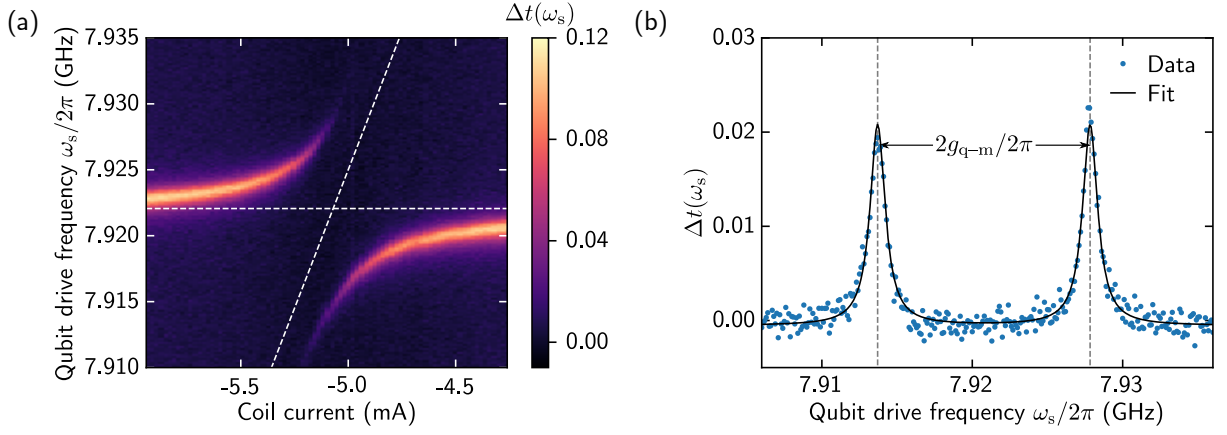 (a)
Δt(ωs)
Qubit drive frequency ωs/2π (GHz)
7.935
7.930
7.925
7.920
7.915
7.910
-5.5
-5.0
-4.5
Coil current (mA)
0.12
0.08
0.04
0.00
(b)
Δt(ωs)
0.03
0.02
0.01
0.00
Data
Fit
2gq–m/2π
7.91
7.92
7.93
Qubit drive frequency ωs/2π (GHz)